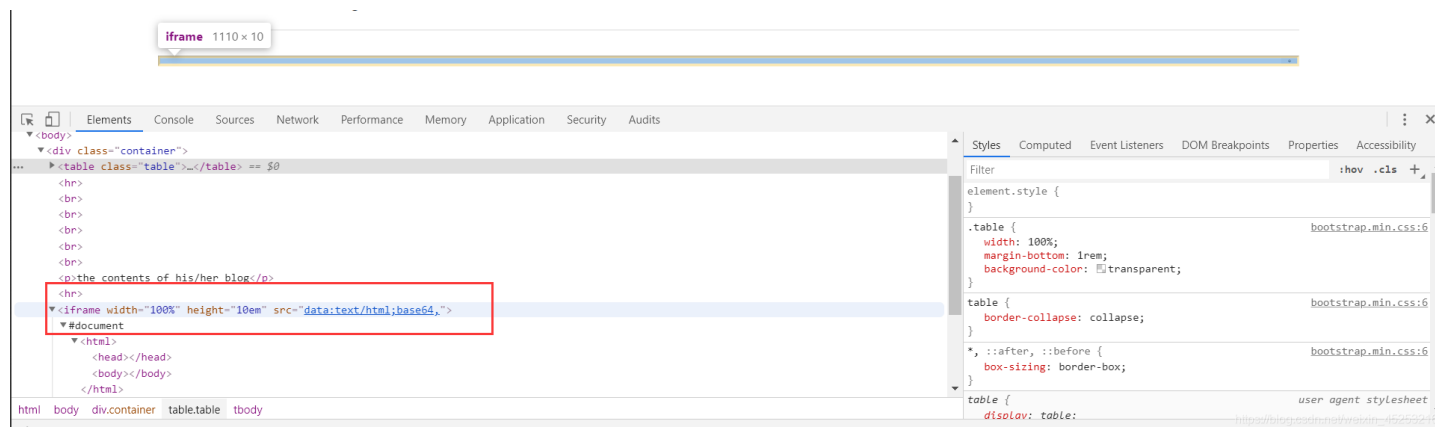 iframe 1110 × 10
Elements Console Sources Network Performance Memory Application Security Audits
▼<body>
▼<div class="container">
… ▶<table class="table">…</table> == $0
<hr>
<br>
<br>
<br>
<br>
<br>
<p>the contents of his/her blog</p>
<hr>
▼<iframe width="100%" height="10em" src="data:text/html;base64,">
▼#document
▼<html>
<head></head>
<body></body>
</html>
html body div.container table.table tbody
Styles Computed Event Listeners DOM Breakpoints Properties Accessibility
Filter :hov .cls +
element.style {
}
.table { bootstrap.min.css:6
width: 100%;
margin-bottom: 1rem;
background-color: transparent;
}
table { bootstrap.min.css:6
border-collapse: collapse;
}
*, ::after, ::before { bootstrap.min.css:6
box-sizing: border-box;
}
table { user agent stylesheet
display: table;